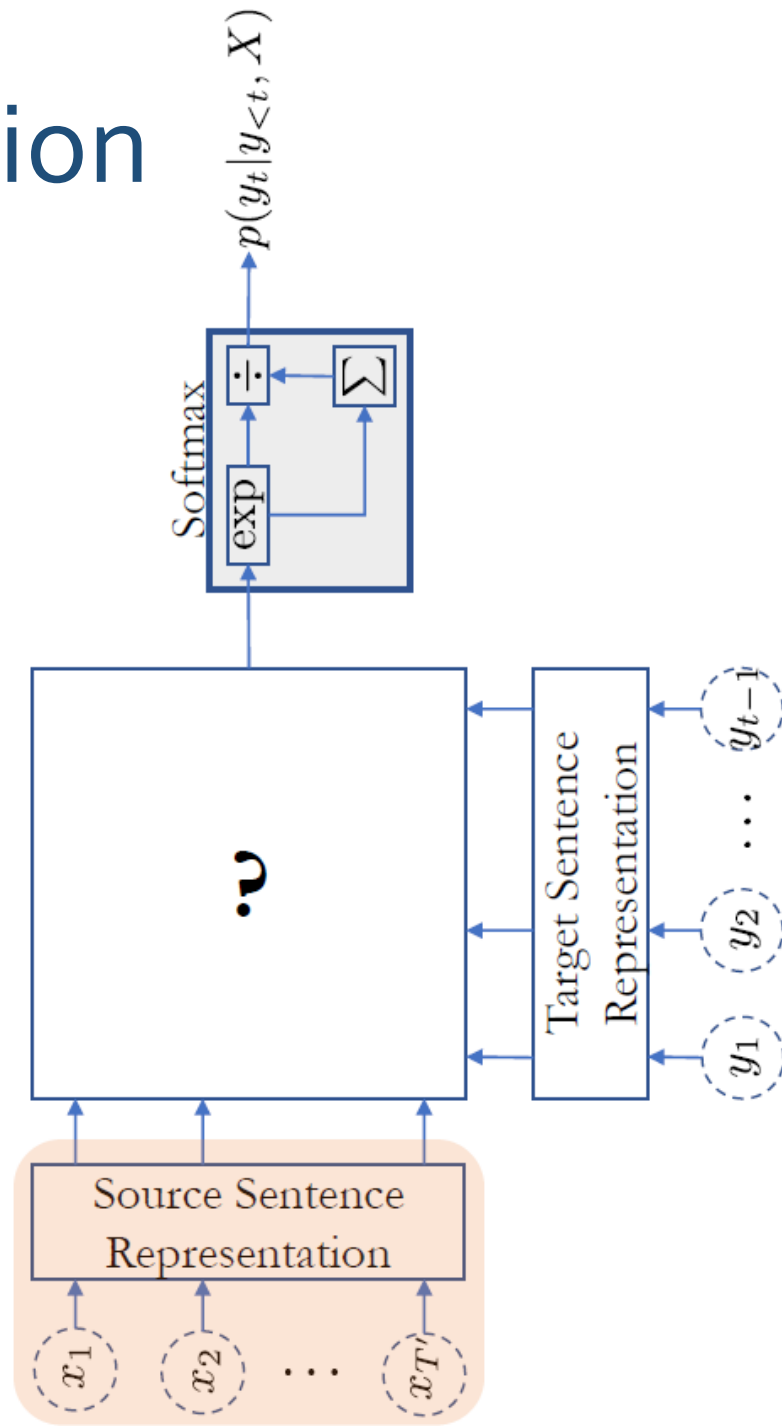 ion
Softmax
exp
÷
∑
p(y_t|y_{<t}, X)
?
Source Sentence
Representation
x_1
x_2
...
x_{T'}
Target Sentence
Representation
y_1
y_2
...
y_{t-1}